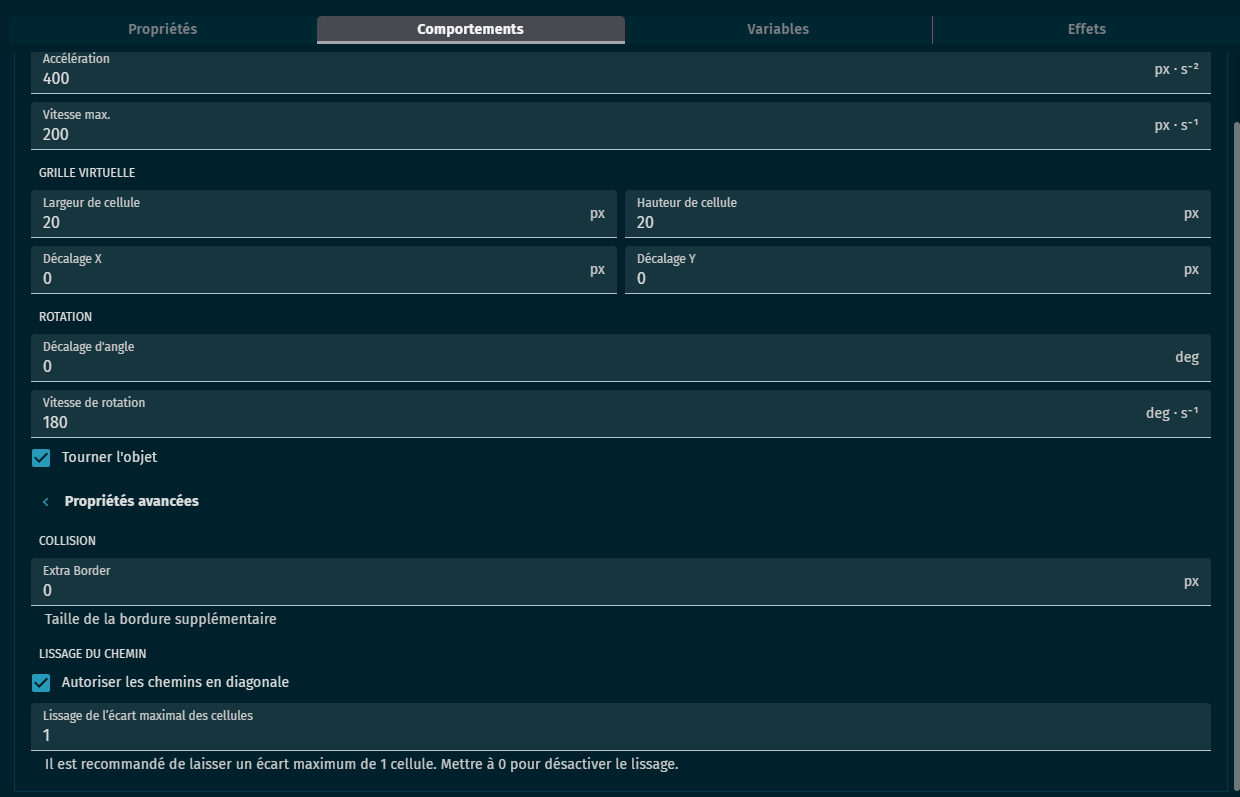 Propriétés Comportements Variables Effets
Accélération
400 px · s⁻²
Vitesse max.
200 px · s⁻¹
GRILLE VIRTUELLE
Largeur de cellule Hauteur de cellule
20 px 20 px
Décalage X Décalage Y
0 px 0 px
ROTATION
Décalage d'angle
0 deg
Vitesse de rotation
180 deg · s⁻¹
Tourner l'objet
Propriétés avancées
COLLISION
Extra Border
0 px
Taille de la bordure supplémentaire
LISSAGE DU CHEMIN
Autoriser les chemins en diagonale
Lissage de l’écart maximal des cellules
1
Il est recommandé de laisser un écart maximum de 1 cellule. Mettre à 0 pour désactiver le lissage.